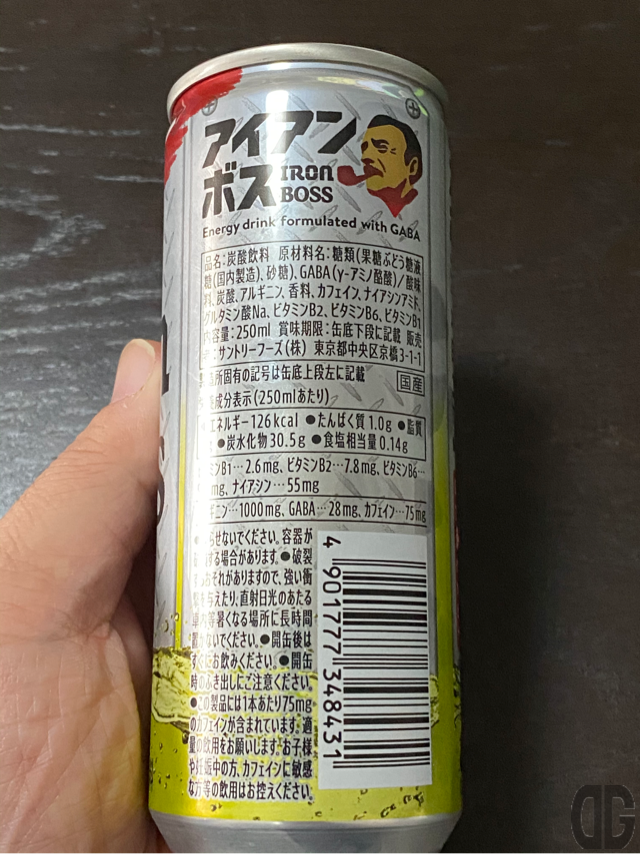 アイアン
ボス IRON
BOSS
Energy drink formulated with GABA
品名:炭酸飲料 原材料名:糖類(果糖ぶどう糖液
糖(国内製造)、砂糖)、GABA(γ-アミノ酪酸)/酸味
料、炭酸、アルギニン、香料、カフェイン、ナイアシンアミド、
グルタミン酸Na、ビタミンB2、ビタミンB6、ビタミンB1
内容量:250ml 賞味期限:缶底下段に記載 販売
者:サントリーフーズ(株) 東京都中央区京橋3-1-1
製造所固有の記号は缶底上段左に記載 国産
成分表示(250mlあたり)
エネルギー126kcal ●たんぱく質1.0g ●脂質
●炭水化物30.5g ●食塩相当量0.14g
ミンB1…2.6mg、ビタミンB2…7.8mg、ビタミンB6…
mg、ナイアシン…55mg
ギニン…1000mg、GABA…28mg、カフェイン…75mg
らせないでください。容器が
する場合があります。●破裂
おそれがありますので、強い衝
与えたり、直射日光のあたる
等暑くなる場所に長時間
置かないでください。●開缶後は
すぐにお飲みください。●開缶
時のふき出しにご注意ください。
●この製品には1本あたり75mg
のカフェインが含まれています。適
量の飲用をお願いします。お子様
や妊娠中の方、カフェインに敏感
な方等の飲用はお控えください。
4 901777 348431
DG